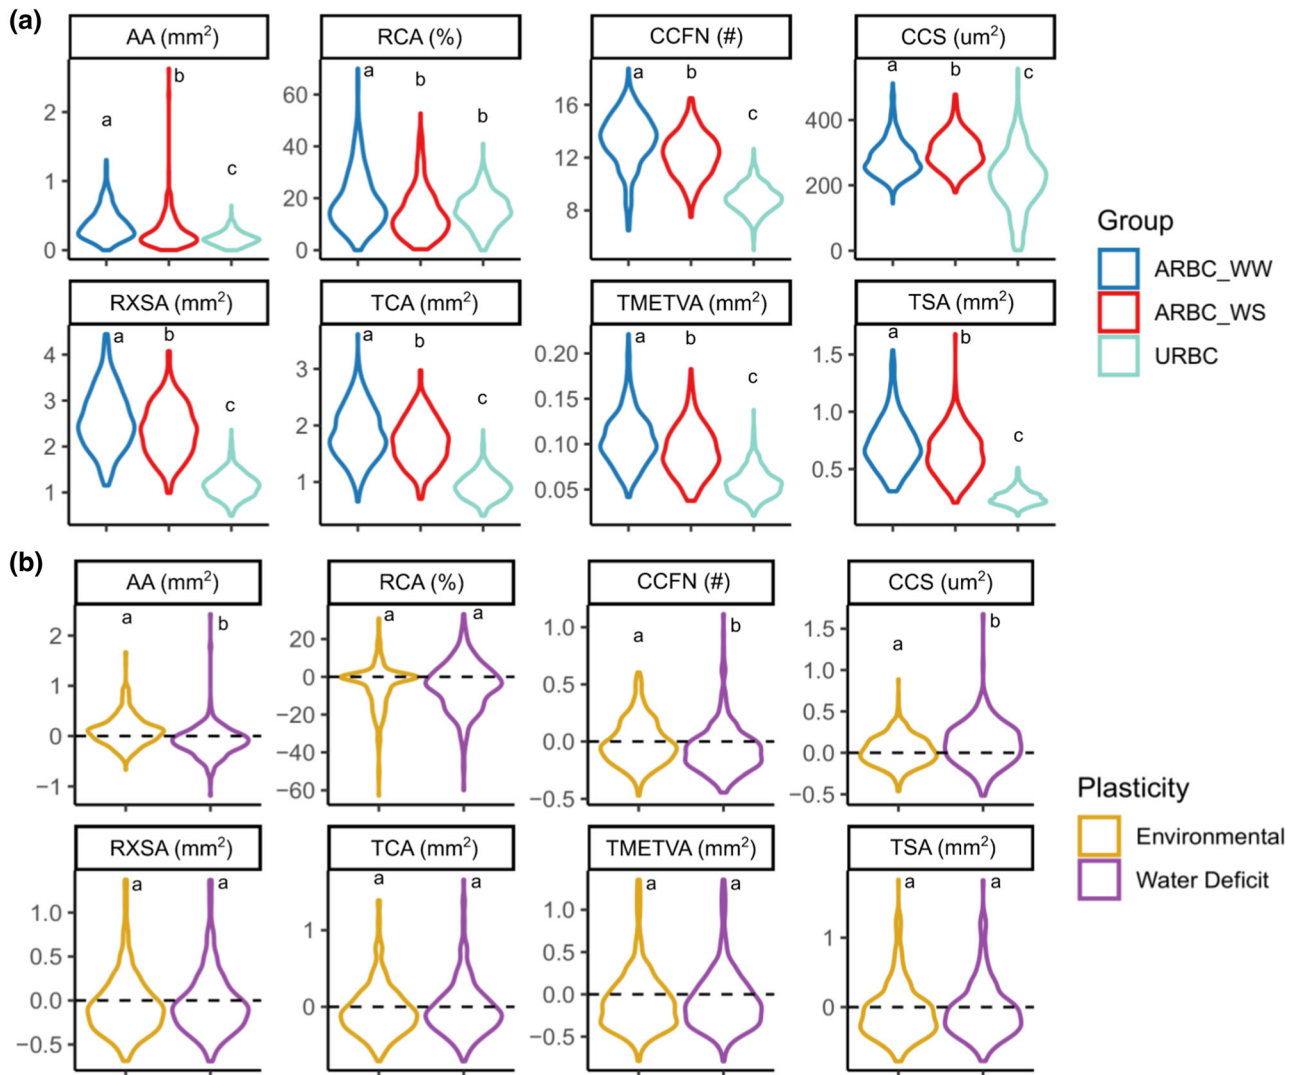 (a)
AA (mm²) RCA (%) CCFN (#) CCS (um²)
2
1
0
a b c
60
40
20
0
a b b
16
12
8
a b c
400
200
0
a b c
Group
ARBC_WW
ARBC_WS
URBC
RXSA (mm²) TCA (mm²) TMETVA (mm²) TSA (mm²)
4
3
2
1
a b c
3
2
1
a b c
0.20
0.15
0.10
0.05
a b c
1.5
1.0
0.5
a b c
(b)
AA (mm²) RCA (%) CCFN (#) CCS (um²)
2
1
0
−1
a b
20
0
−20
−40
−60
a a
1.0
0.5
0.0
−0.5
a b
1.5
1.0
0.5
0.0
−0.5
a b
Plasticity
Environmental
Water Deficit
RXSA (mm²) TCA (mm²) TMETVA (mm²) TSA (mm²)
1.0
0.5
0.0
−0.5
a a
1
0
a a
1.0
0.5
0.0
−0.5
a a
1
0
a a